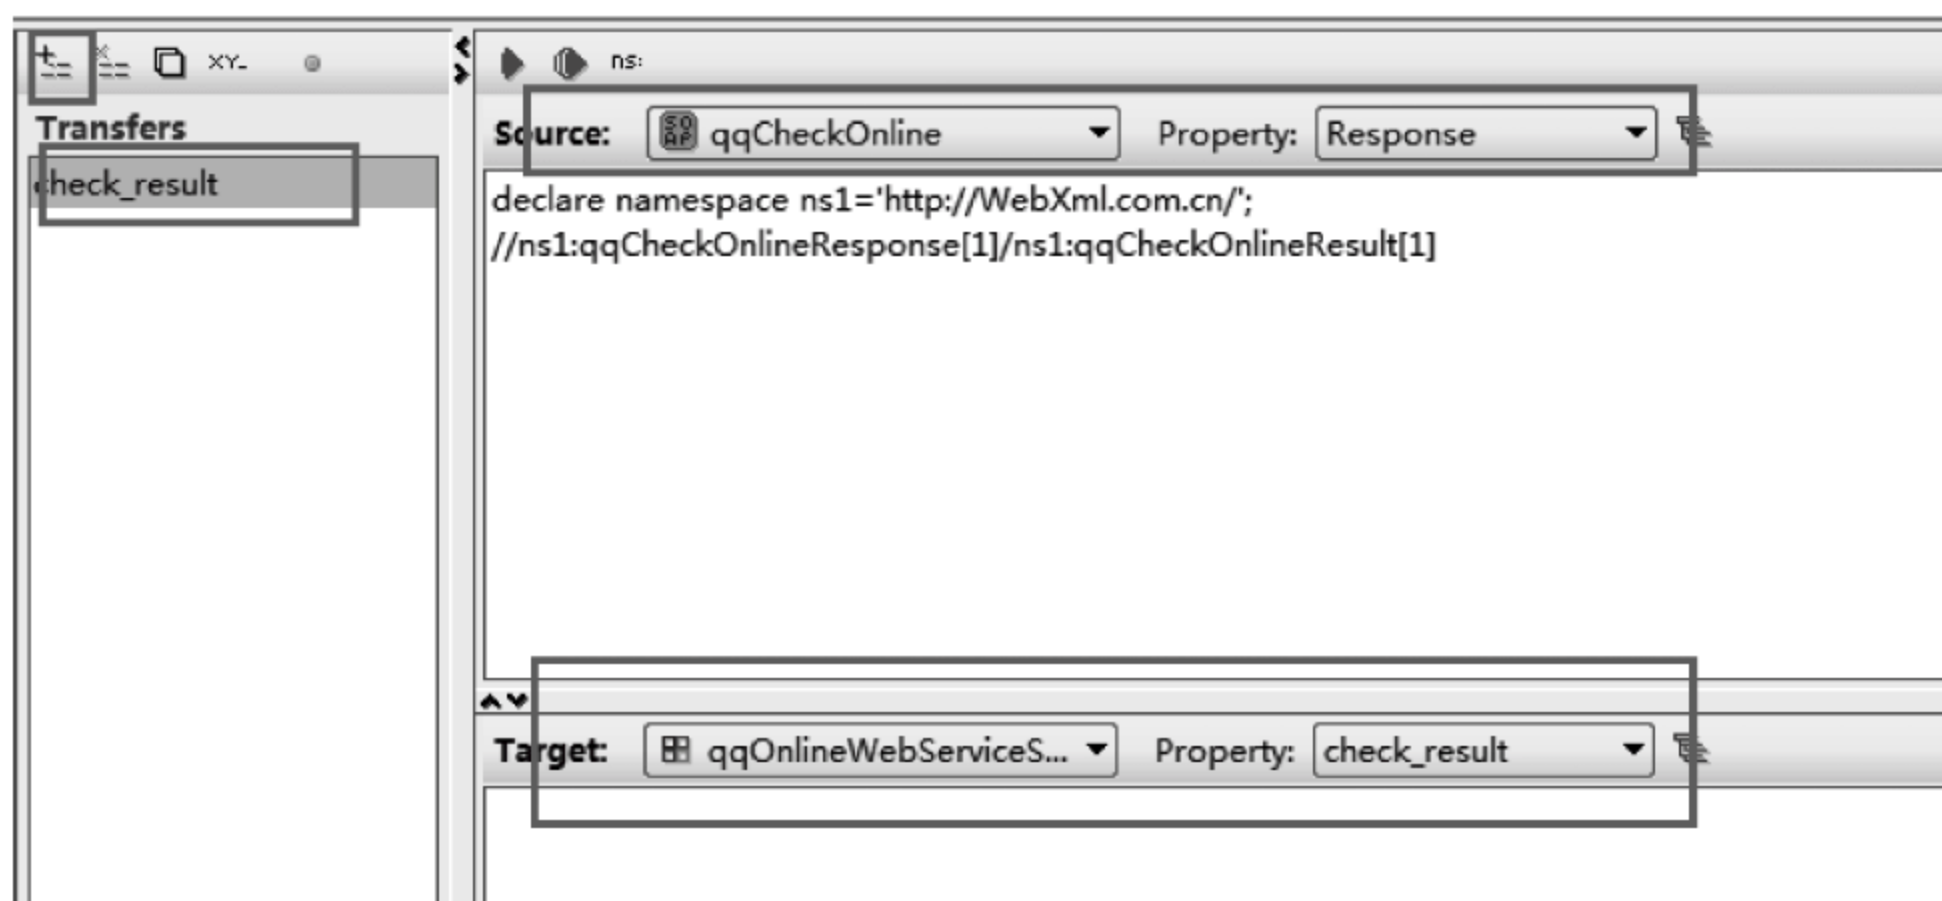 XY- ns:
Transfers
check_result
Source: qqCheckOnline Property: Response
declare namespace ns1='http://WebXml.com.cn/';
//ns1:qqCheckOnlineResponse[1]/ns1:qqCheckOnlineResult[1]
Target: qqOnlineWebServiceS... Property: check_result